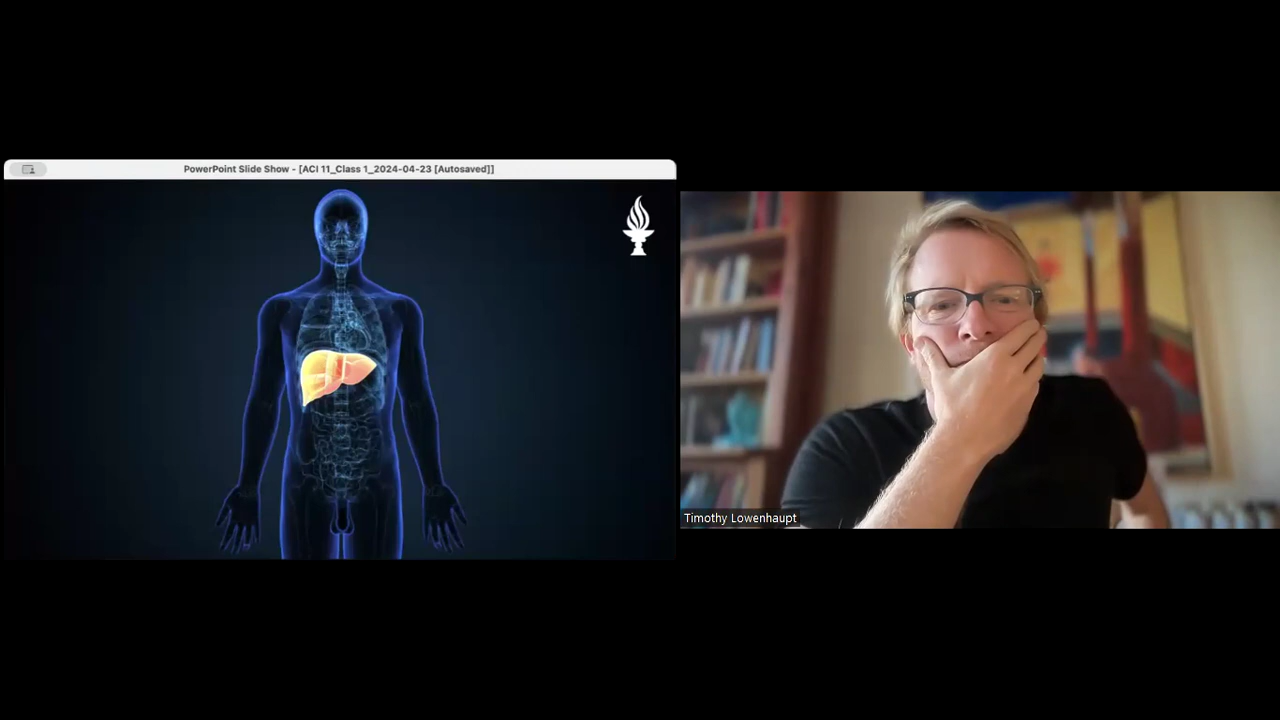 PowerPoint Slide Show - [ACI 11_Class 1_2024-04-23 [Autosaved]]
Timothy Lowenhaupt